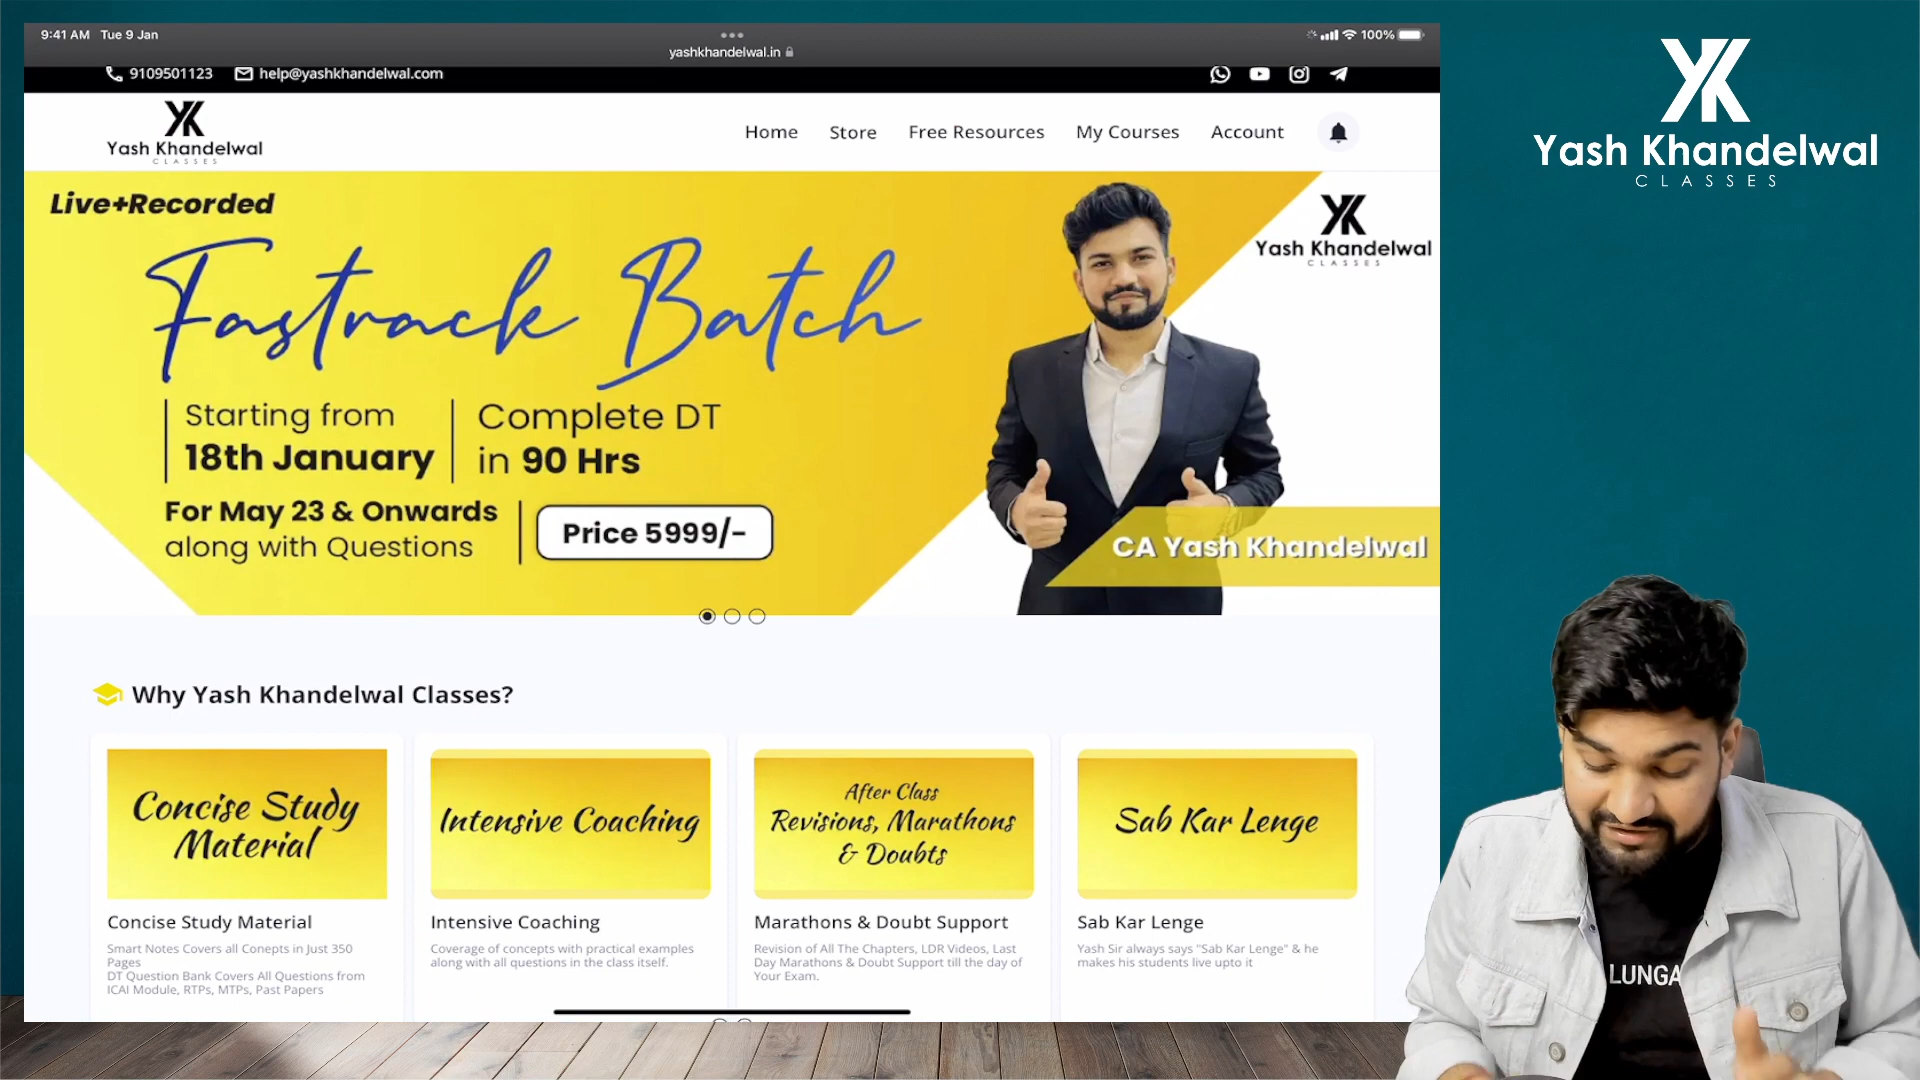 9:41 AM Tue 9 Jan
100%
yashkhandelwal.in
9109501123 help@yashkhandelwal.com
YK
Yash Khandelwal
CLASSES
Home Store Free Resources My Courses Account
Live+Recorded
Fastrack Batch
Starting from
18th January
Complete DT
in 90 Hrs
For May 23 & Onwards
along with Questions
Price 5999/-
YK
Yash Khandelwal
CLASSES
CA Yash Khandelwal
Why Yash Khandelwal Classes?
Concise Study
Material
Concise Study Material
Smart Notes Covers all Conepts in Just 350
Pages
DT Question Bank Covers All Questions from
ICAI Module, RTPs, MTPs, Past Papers
Intensive Coaching
Intensive Coaching
Coverage of concepts with practical examples
along with all questions in the class itself.
After Class
Revisions, Marathons
& Doubts
Marathons & Doubt Support
Revision of All The Chapters, LDR Videos, Last
Day Marathons & Doubt Support till the day of
Your Exam.
Sab Kar Lenge
Sab Kar Lenge
Yash Sir always says "Sab Kar Lenge" & he
makes his students live upto it
YK
Yash Khandelwal
CLASSES
LUNGA